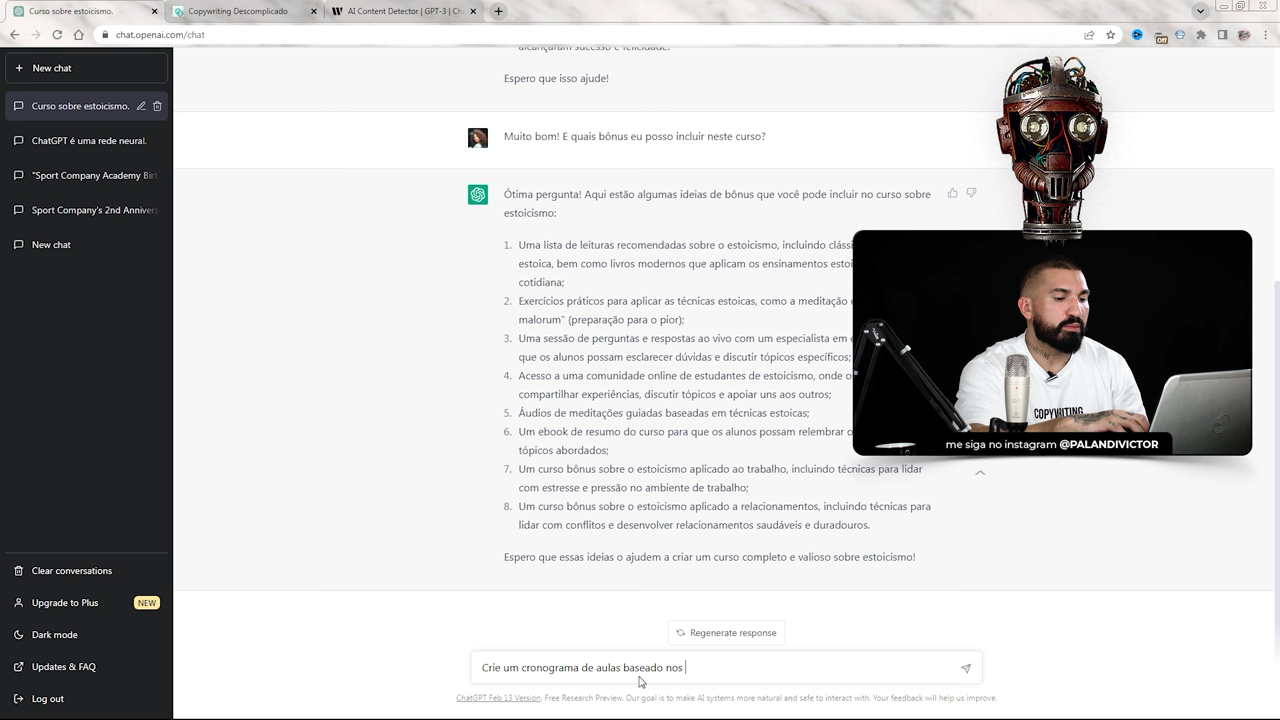 Curso sobre estoicismo.
Copywriting Descomplicado
AI Content Detector | GPT-3 | Ch
chat.openai.com/chat
Off
New chat
Curso sobre estoicismo.
ChatGPT é uma rede neural.
"Sport Company Academy Birt
Sport Company's 2nd Annivers
New chat
Clear conversations
Upgrade to Plus NEW
Dark mode
Updates & FAQ
Log out
alcançaram sucesso e felicidade.
Espero que isso ajude!
Muito bom! E quais bônus eu posso incluir neste curso?
Ótima pergunta! Aqui estão algumas ideias de bônus que você pode incluir no curso sobre
estoicismo:
1. Uma lista de leituras recomendadas sobre o estoicismo, incluindo
estoica, bem como livros modernos que aplicam os ensinamentos
cotidiana;
2. Exercícios práticos para aplicar as técnicas estoicas, como a meditação
malorum" (preparação para o pior);
3. Uma sessão de perguntas e respostas ao vivo com um especialista em
que os alunos possam esclarecer dúvidas e discutir tópicos específicos;
4. Acesso a uma comunidade online de estudantes de estoicismo, onde
compartilhar experiências, discutir tópicos e apoiar uns aos outros;
5. Áudios de meditações guiadas baseadas em técnicas estoicas;
6. Um ebook de resumo do curso para que os alunos possam relembrar
tópicos abordados;
7. Um curso bônus sobre o estoicismo aplicado ao trabalho, incluindo técnicas para lidar
com estresse e pressão no ambiente de trabalho;
8. Um curso bônus sobre o estoicismo aplicado a relacionamentos, incluindo técnicas para
lidar com conflitos e desenvolver relacionamentos saudáveis e duradouros.
Espero que essas ideias o ajudem a criar um curso completo e valioso sobre estoicismo!
COPYWRITING
me siga no instagram @PALANDIVICTOR
Regenerate response
Crie um cronograma de aulas baseado nos
ChatGPT Feb 13 Version. Free Research Preview. Our goal is to make AI systems more natural and safe to interact with. Your feedback will help us improve.